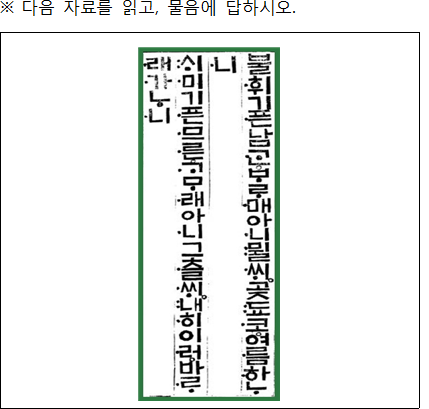 ※ 다음 자료를 읽고, 물음에 답하시오.
불휘기픈남ᄀᆞᆫᄇᆞᄅᆞ매아니뮐ᄊᆡ。곶됴코。여름하ᄂᆞ
니
ᄉᆡ미기픈므른ᄀᆞᄆᆞ래아니그츨ᄊᆡ。내히이러。바ᄅᆞ
래가ᄂᆞ니